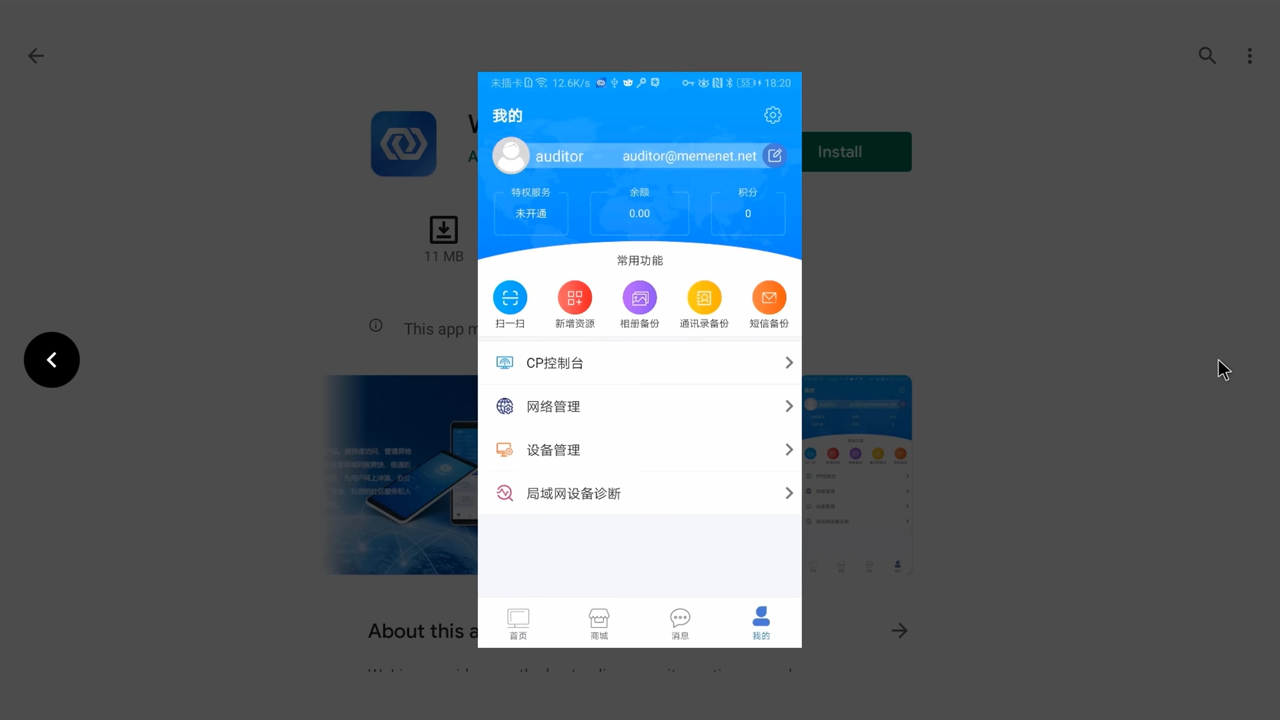 未插卡 12.6K/s 55 18:20
我的
auditor auditor@memenet.net
特权服务 余额 积分
未开通 0.00 0
Install
11 MB
常用功能
扫一扫 新增资源 相册备份 通讯录备份 短信备份
This app
CP控制台
网络管理
设备管理
局域网设备诊断
首页 商城 消息 我的
About this a